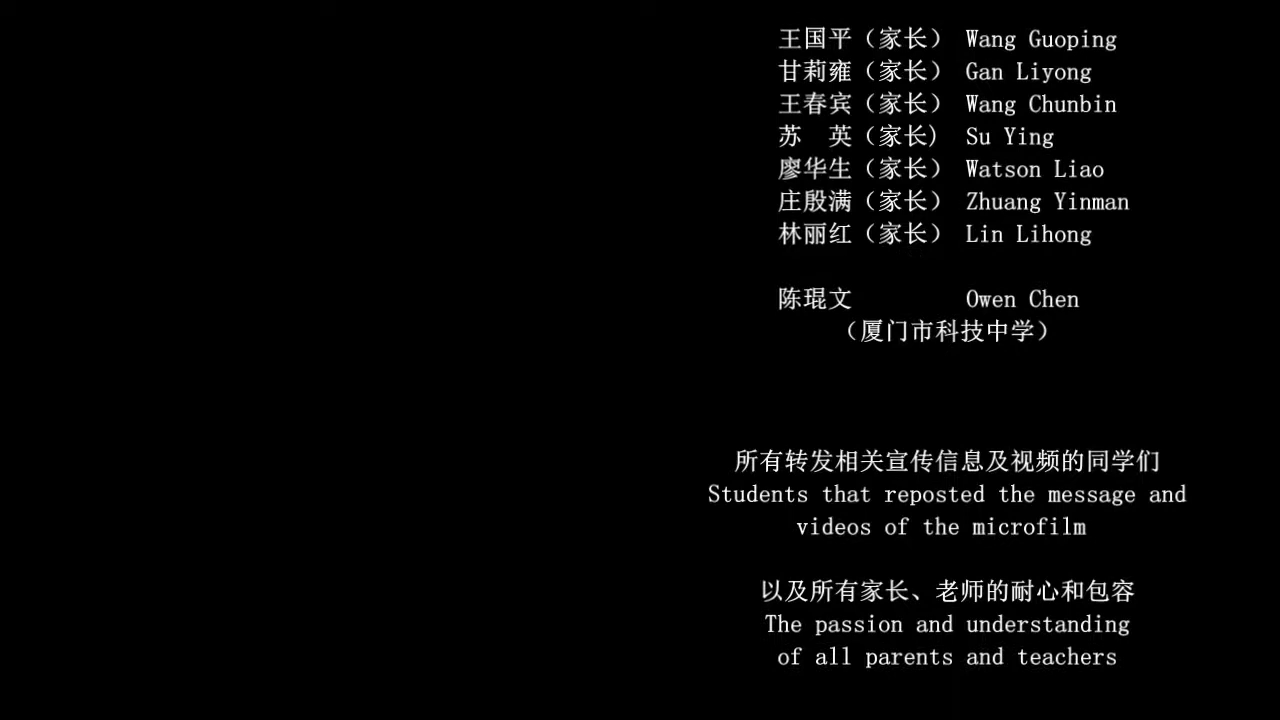 王国平（家长） Wang Guoping
甘莉雍（家长） Gan Liyong
王春宾（家长） Wang Chunbin
苏　英（家长) Su Ying
廖华生（家长） Watson Liao
庄殷满（家长） Zhuang Yinman
林丽红（家长） Lin Lihong
陈琨文 Owen Chen
（厦门市科技中学）
所有转发相关宣传信息及视频的同学们
Students that reposted the message and
videos of the microfilm
以及所有家长、老师的耐心和包容
The passion and understanding
of all parents and teachers